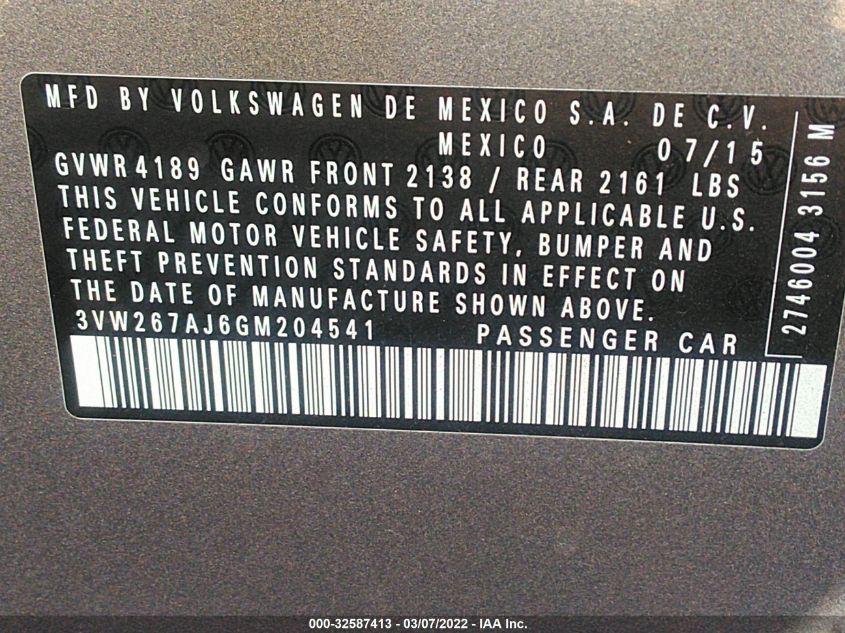 MFD BY VOLKSWAGEN DE MEXICO S.A. DE C.V.
MEXICO 07/15
GVWR 4189 GAWR FRONT 2138 / REAR 2161 LBS
THIS VEHICLE CONFORMS TO ALL APPLICABLE U.S.
FEDERAL MOTOR VEHICLE SAFETY, BUMPER AND
THEFT PREVENTION STANDARDS IN EFFECT ON
THE DATE OF MANUFACTURE SHOWN ABOVE.
3VW267AJ6GM204541 PASSENGER CAR
2746004 3156 M
000-32587413 - 03/07/2022 - IAA Inc.